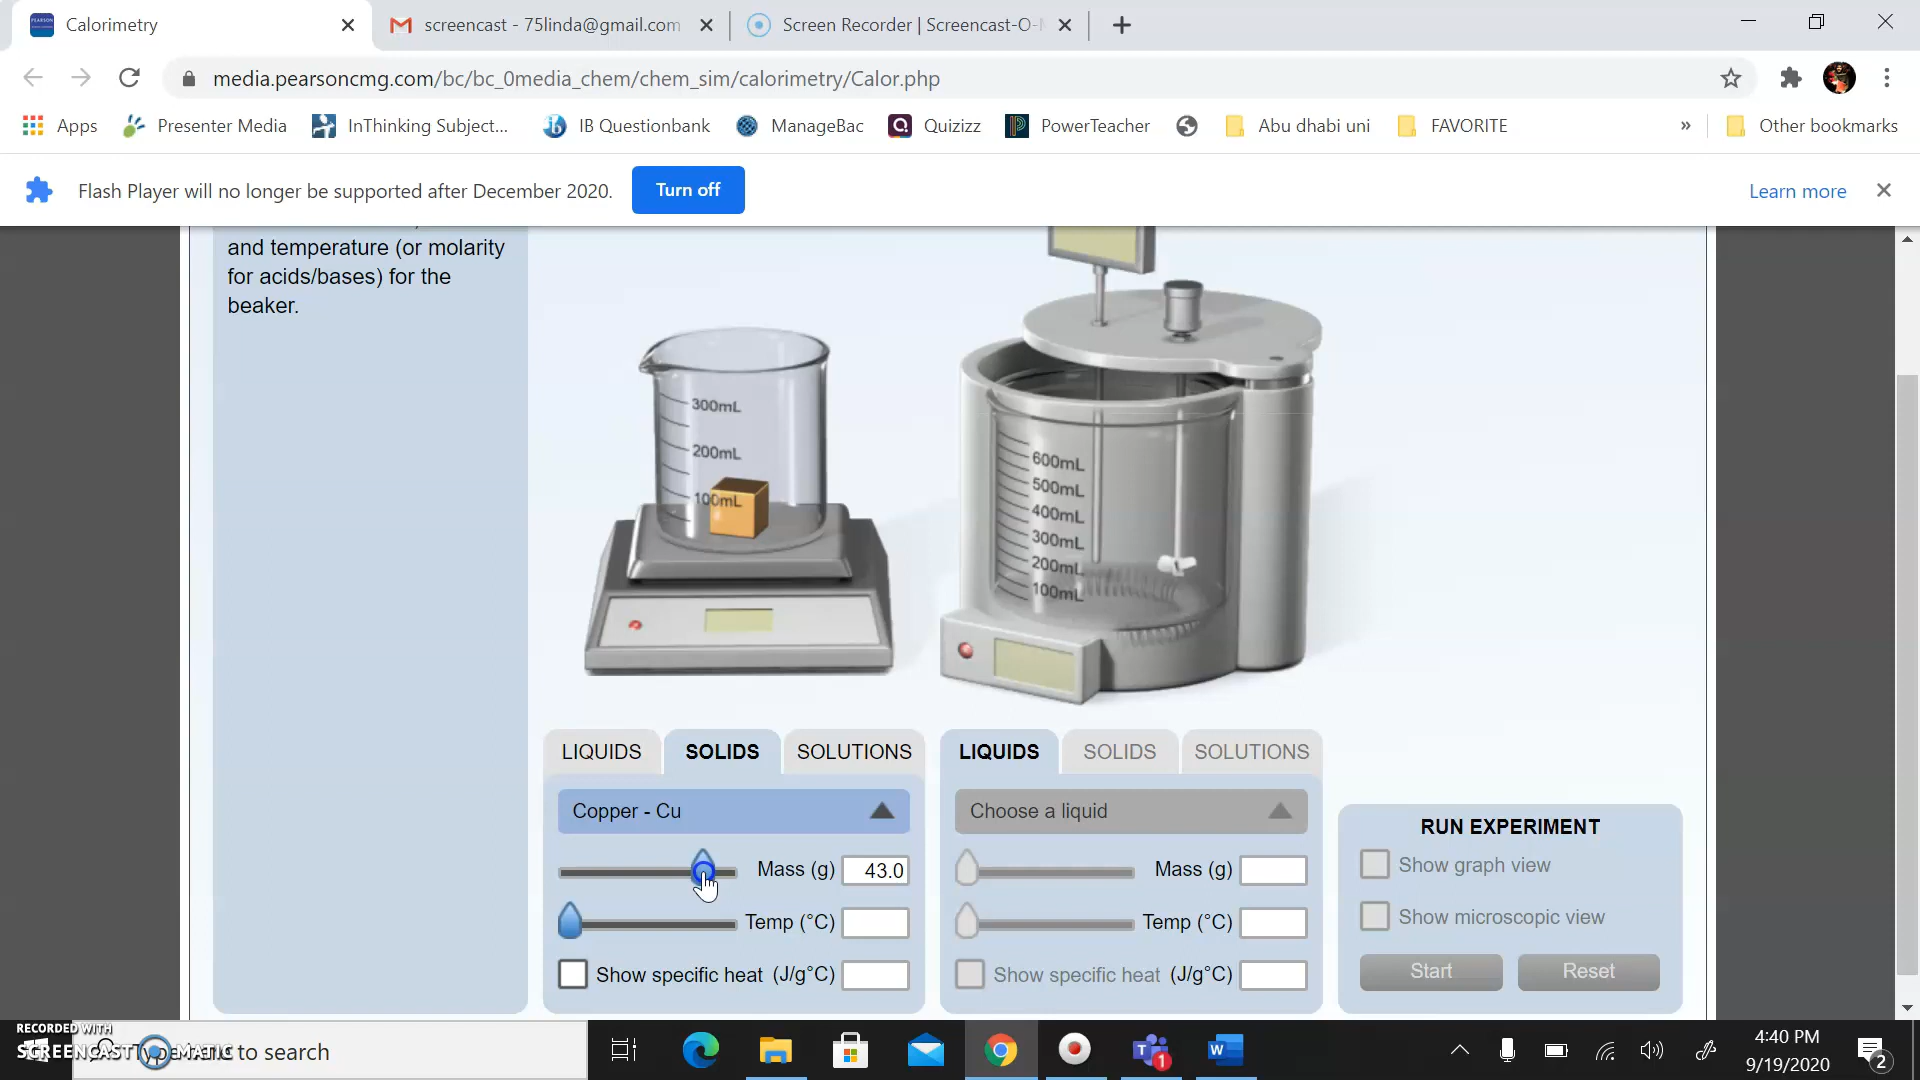 Calorimetry
screencast - 75linda@gmail.com
Screen Recorder | Screencast-O-
media.pearsoncmg.com/bc/bc_0media_chem/chem_sim/calorimetry/Calor.php
Apps
Presenter Media
InThinking Subject...
IB Questionbank
ManageBac
Quizizz
PowerTeacher
Abu dhabi uni
FAVORITE
»
Other bookmarks
Flash Player will no longer be supported after December 2020.
Turn off
Learn more
and temperature (or molarity
for acids/bases) for the
beaker.
300mL
200mL
100mL
600mL
500mL
400mL
300mL
200mL
100mL
LIQUIDS
SOLIDS
SOLUTIONS
Copper - Cu
Mass (g)
43.0
Temp (°C)
Show specific heat (J/g°C)
LIQUIDS
SOLIDS
SOLUTIONS
Choose a liquid
Mass (g)
Temp (°C)
Show specific heat (J/g°C)
RUN EXPERIMENT
Show graph view
Show microscopic view
Start
Reset
RECORDED WITH
SCREENCAST MATIC
to search
4:40 PM
9/19/2020
1
2